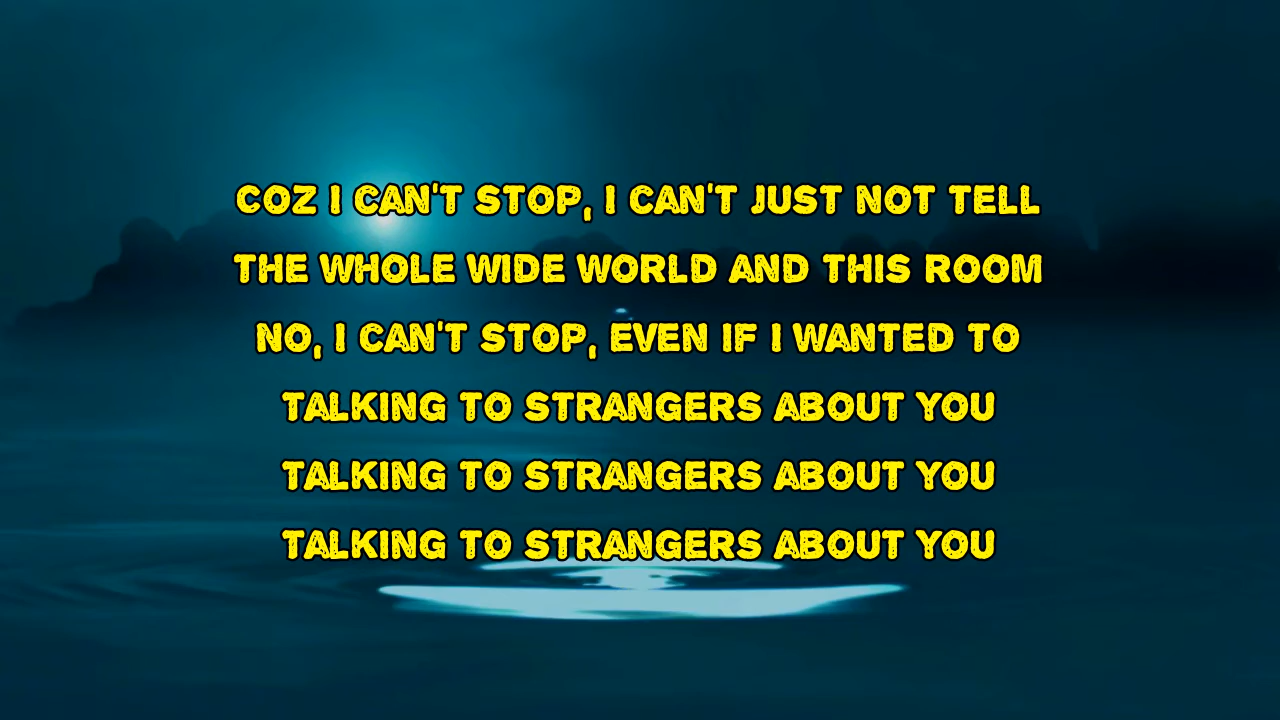 COZ I CAN'T STOP, I CAN'T JUST NOT TELL
THE WHOLE WIDE WORLD AND THIS ROOM
NO, I CAN'T STOP, EVEN IF I WANTED TO
TALKING TO STRANGERS ABOUT YOU
TALKING TO STRANGERS ABOUT YOU
TALKING TO STRANGERS ABOUT YOU